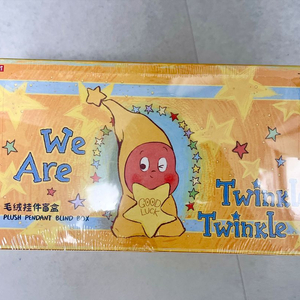 We
Are
GOOD
LUCK
毛绒挂件盲盒
PLUSH PENDANT BLIND BOX
Twinkle
Twinkle